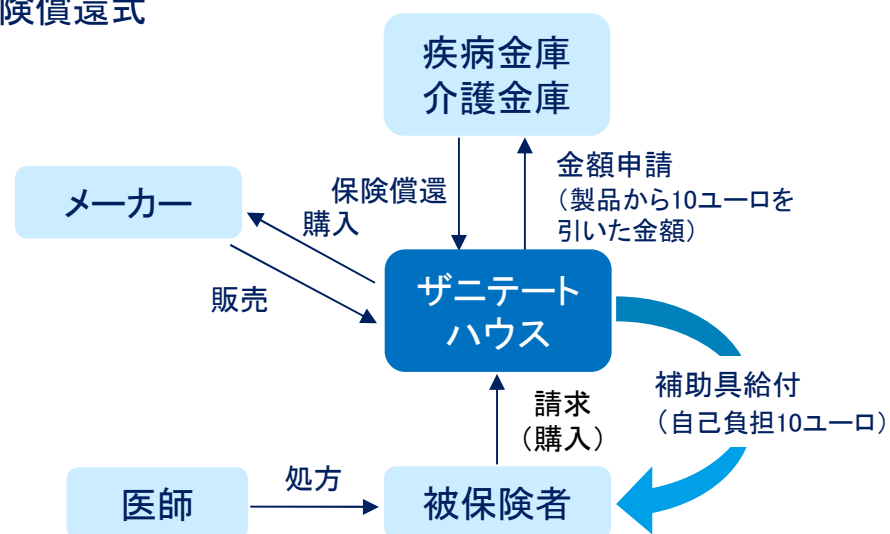 険償還式
疾病金庫
介護金庫
金額申請
（製品から10ユーロを
引いた金額）
保険償還
メーカー
購入
販売
ザニテート
ハウス
補助具給付
（自己負担10ユーロ）
請求
（購入）
処方
医師
被保険者